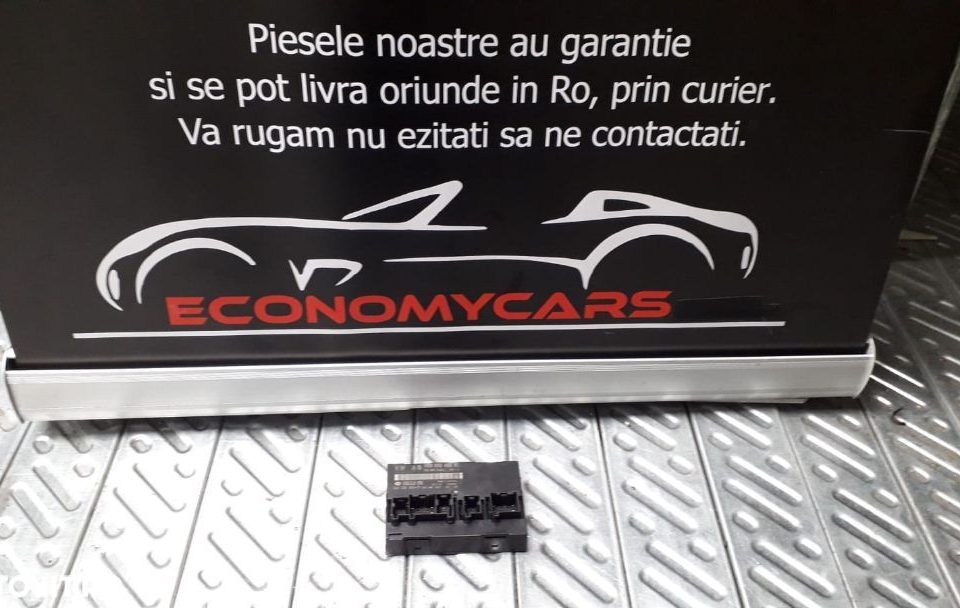 Piesele noastre au garantie
si se pot livra oriunde in Ro, prin curier.
Va rugam nu ezitati sa ne contactati.
ECONOMYCARS